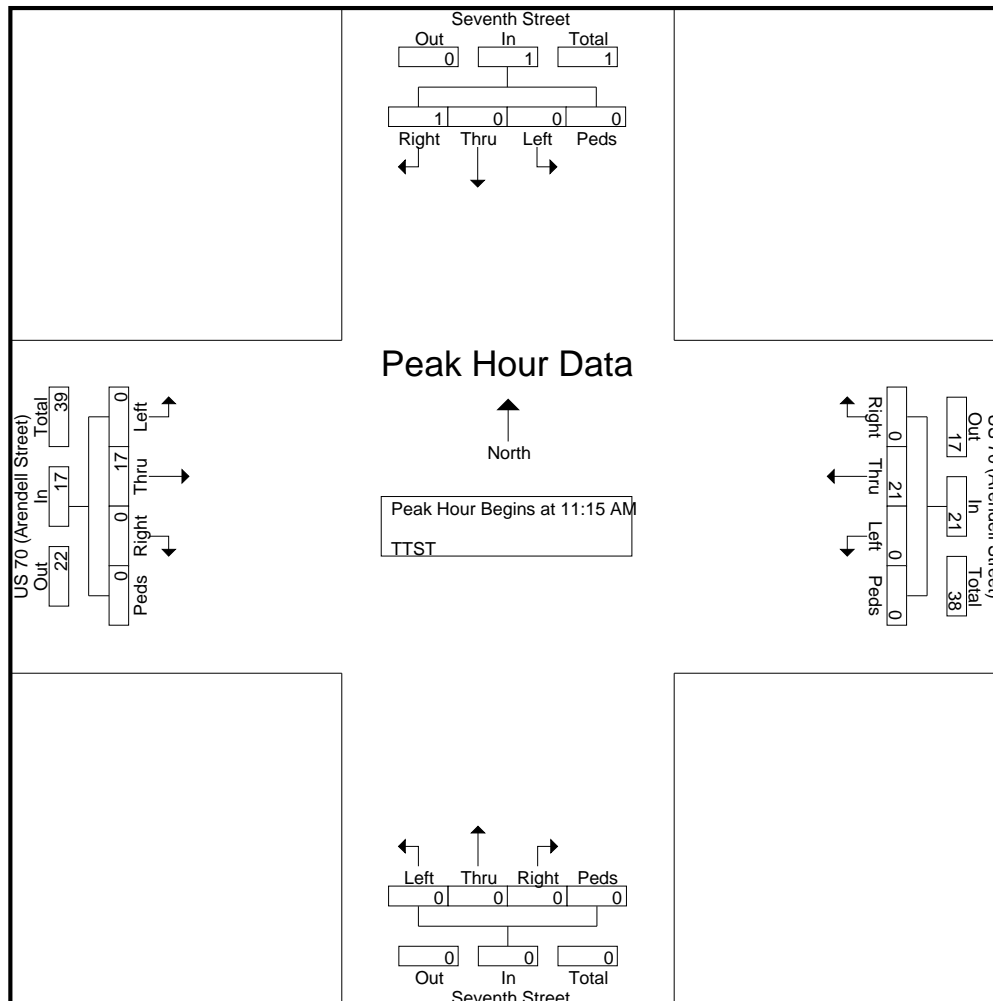 Seventh Street
Out In Total
0 1 1
1 0 0 0
Right Thru Left Peds
Peak Hour Data
North
Peak Hour Begins at 11:15 AM
TTST
US 70 (Arendell Street)
Out In Total
22 17 39
0 17 0 0
Left Thru Right Peds
US 70 (Arendell Street)
Out In Total
17 21 38
0 21 0 0
Right Thru Left Peds
Left Thru Right Peds
0 0 0 0
0 0 0
Out In Total
Seventh Street